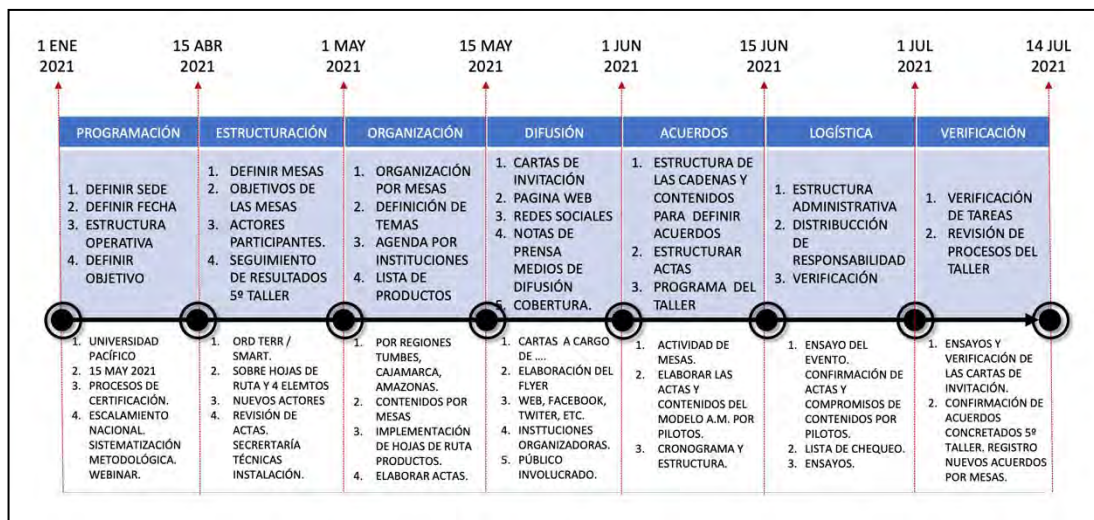 1 ENE
2021
15 ABR
2021
1 MAY
2021
15 MAY
2021
1 JUN
2021
15 JUN
2021
1 JUL
2021
14 JUL
2021
PROGRAMACIÓN
1. DEFINIR SEDE
2. DEFINIR FECHA
3. ESTRUCTURA
OPERATIVA
4. DEFINIR
OBJETIVO
ESTRUCTURACIÓN
1. DEFINIR MESAS
2. OBJETIVOS DE
LAS MESAS
3. ACTORES
PARTICIPANTES.
4. SEGUIMIENTO DE
RESULTADOS
5º TALLER
ORGANIZACIÓN
1. ORGANIZACIÓN
POR MESAS
2. DEFINICIÓN DE
TEMAS
3. AGENDA POR
INSTITUCIONES
4. LISTA DE
PRODUCTOS
DIFUSIÓN
1. CARTAS DE
INVITACIÓN
2. PAGINA WEB
3. REDES SOCIALES
4. NOTAS DE
PRENSA
MEDIOS DE
DIFUSIÓN
5. COBERTURA.
ACUERDOS
1. ESTRUCTURA DE
LAS CADENAS Y
CONTENIDOS
PARA DEFINIR
ACUERDOS
2. ESTRUCTURAR
ACTAS
3. PROGRAMA DEL
TALLER
LOGÍSTICA
1. ESTRUCTURA
ADMINISTRATIVA
2. DISTRIBUCCIÓN
DE
RESPONSABILIDAD
3. VERIFICACIÓN
VERIFICACIÓN
1. VERIFICACIÓN
DE TAREAS
2. REVISIÓN DE
PROCESOS DEL
TALLER
1. UNIVERSIDAD
PACÍFICO
2. 15 MAY 2021
3. PROCESOS DE
CERTIFICACIÓN.
4. ESCALAMIENTO
NACIONAL.
SISTEMATIZACIÓN
METODOLÓGICA.
WEBINAR.
1. ORD TERR /
SMART.
2. SOBRE HOJAS DE
RUTA Y 4 ELEMTOS
3. NUEVOS ACTORES
4. REVISIÓN DE
ACTAS.
SECRERTARÍA
TÉCNICAS
INSTALACIÓN.
1. POR REGIONES
TUMBES,
CAJAMARCA,
AMAZONAS.
2. CONTENIDOS POR
MESAS
3. IMPLEMENTACIÓN
DE HOJAS DE RUTA
PRODUCTOS.
4. ELABORAR ACTAS.
1. CARTAS A CARGO
DE ....
2. ELABORACIÓN DEL
FLYER
3. WEB, FACEBOOK,
TWITER, ETC.
4. INSTTUCIONES
ORGANIZADORAS.
5. PÚBLICO
INVOLUCRADO.
1. ACTIVIDAD DE
MESAS.
2. ELABORAR LAS
ACTAS Y
CONTENIDOS DEL
MODELO A.M. POR
PILOTOS.
3. CRONOGRAMA Y
ESTRUCTURA.
1. ENSAYO DEL
EVENTO.
CONFIRMACIÓN DE
ACTAS Y
COMPROMISOS DE
CONTENIDOS POR
PILOTOS.
2. LISTA DE CHEQUEO.
3. ENSAYOS.
1. ENSAYOS Y
VERIFICACIÓN DE
LAS CARTAS DE
INVITACIÓN.
2. CONFIRMACIÓN DE
ACUERDOS
CONCRETADOS 5º
TALLER. REGISTRO
NUEVOS ACUERDOS
POR MESAS.